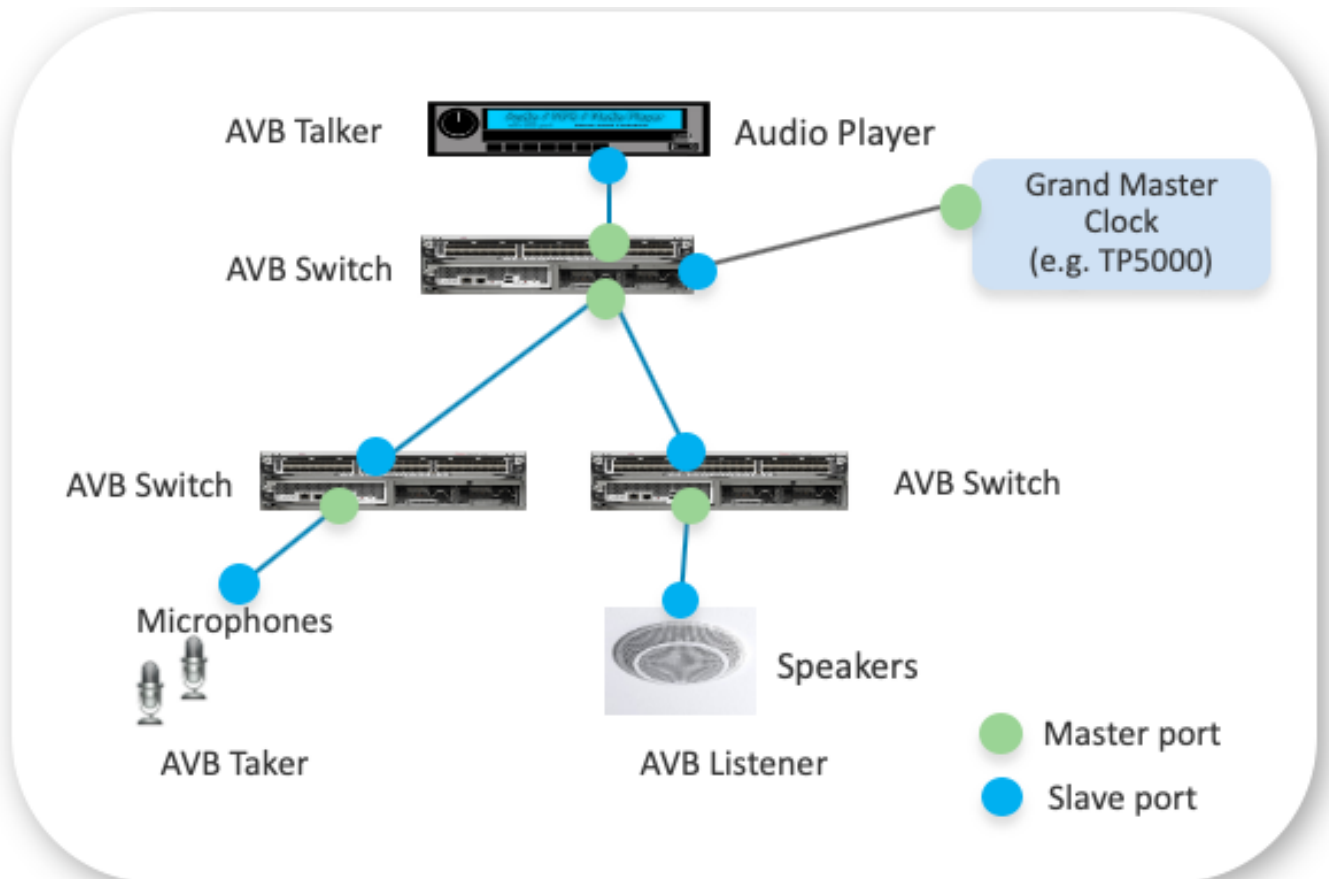 AVB Talker
Audio Player
Grand Master
Clock
(e.g. TP5000)
AVB Switch
AVB Switch
AVB Switch
Microphones
Speakers
AVB Taker
AVB Listener
Master port
Slave port